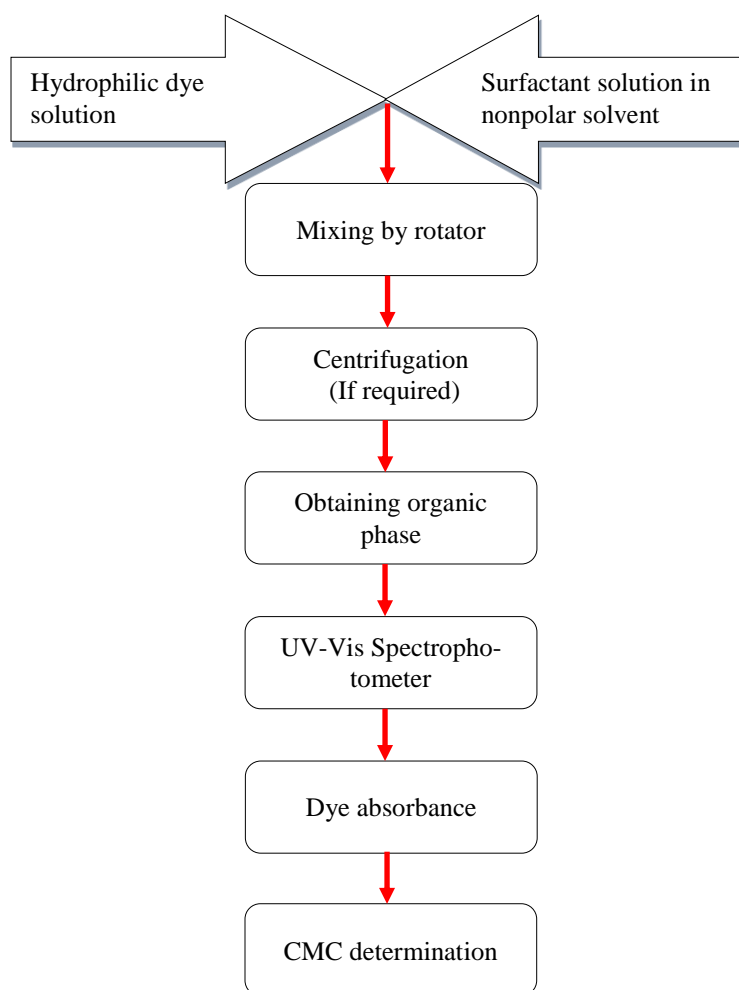 Hydrophilic dye
solution
Surfactant solution in
nonpolar solvent
Mixing by rotator
Centrifugation
(If required)
Obtaining organic
phase
UV-Vis Spectropho-
tometer
Dye absorbance
CMC determination